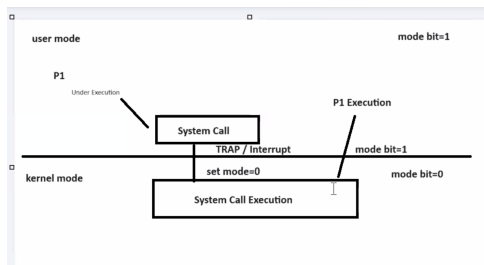 user mode
mode bit=1
P1
Under Execution
P1 Execution
System Call
TRAP / Interrupt
mode bit=1
kernel mode
set mode=0
mode bit=0
System Call Execution